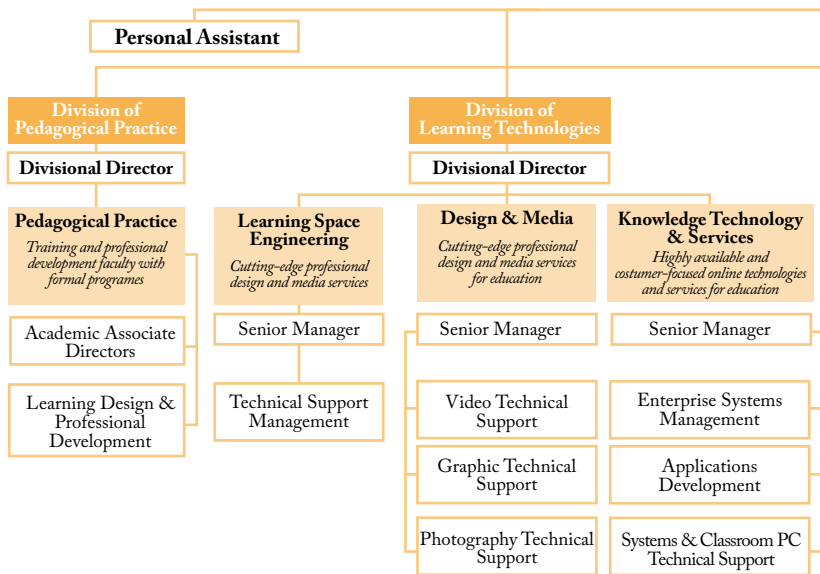 Personal Assistant
Division of
Pedagogical Practice
Divisional Director
Pedagogical Practice
Training and professional
development faculty with
formal programes
Academic Associate
Directors
Learning Design &
Professional
Development
Division of
Learning Technologies
Divisional Director
Learning Space
Engineering
Cutting-edge professional
design and media services
Senior Manager
Technical Support
Management
Design & Media
Cutting-edge professional
design and media services
for education
Senior Manager
Video Technical
Support
Graphic Technical
Support
Photography Technical
Support
Knowledge Technology
& Services
Highly available and
costumer-focused online technologies
and services for education
Senior Manager
Enterprise Systems
Management
Applications
Development
Systems & Classroom PC
Technical Support